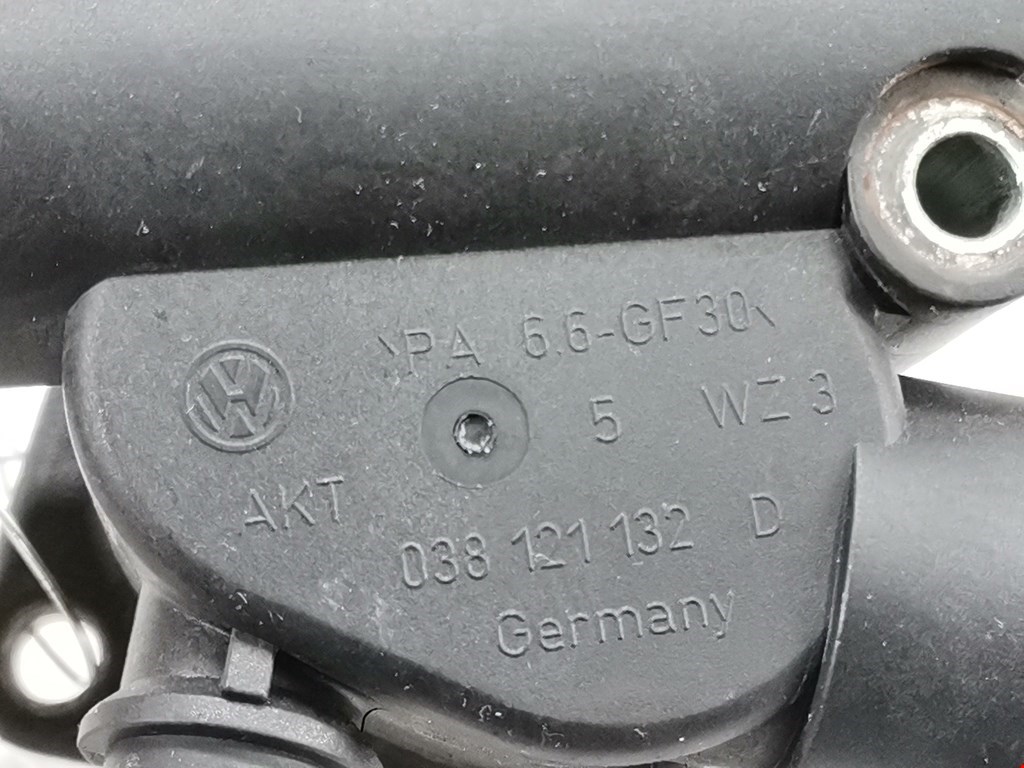 >PA 6.6-GF30<
5 WZ 3
AKT
038 121 132 D
Germany